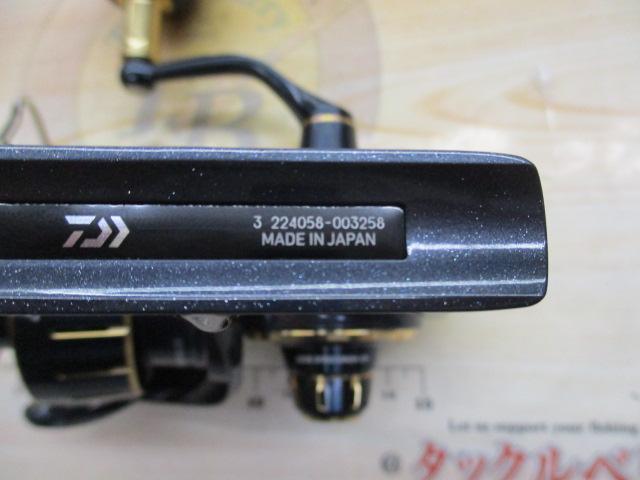 3 224058-003258
MADE IN JAPAN
Let us support your fishing
タックルベ